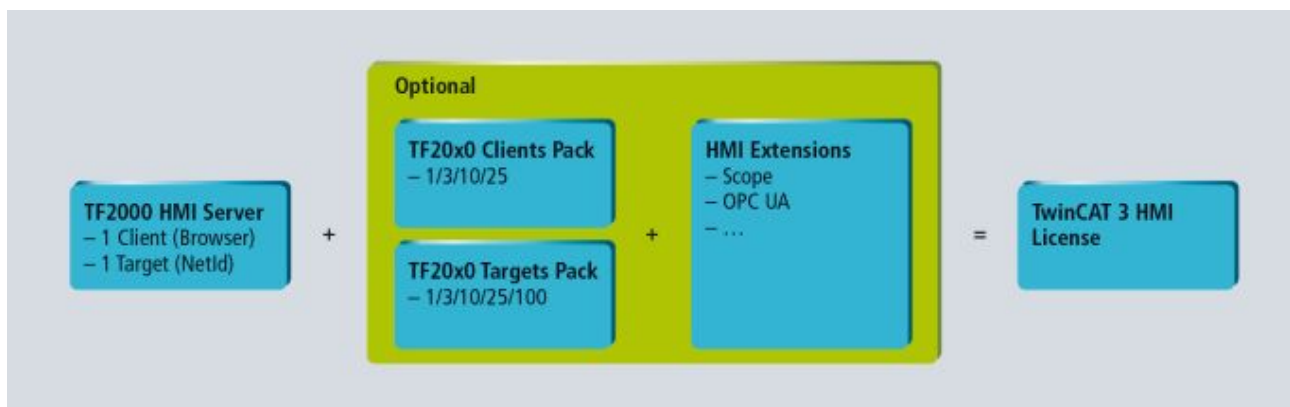 Optional
TF2000 HMI Server
– 1 Client (Browser)
– 1 Target (NetId)
+
TF20x0 Clients Pack
– 1/3/10/25
TF20x0 Targets Pack
– 1/3/10/25/100
+
HMI Extensions
– Scope
– OPC UA
– …
=
TwinCAT 3 HMI
License